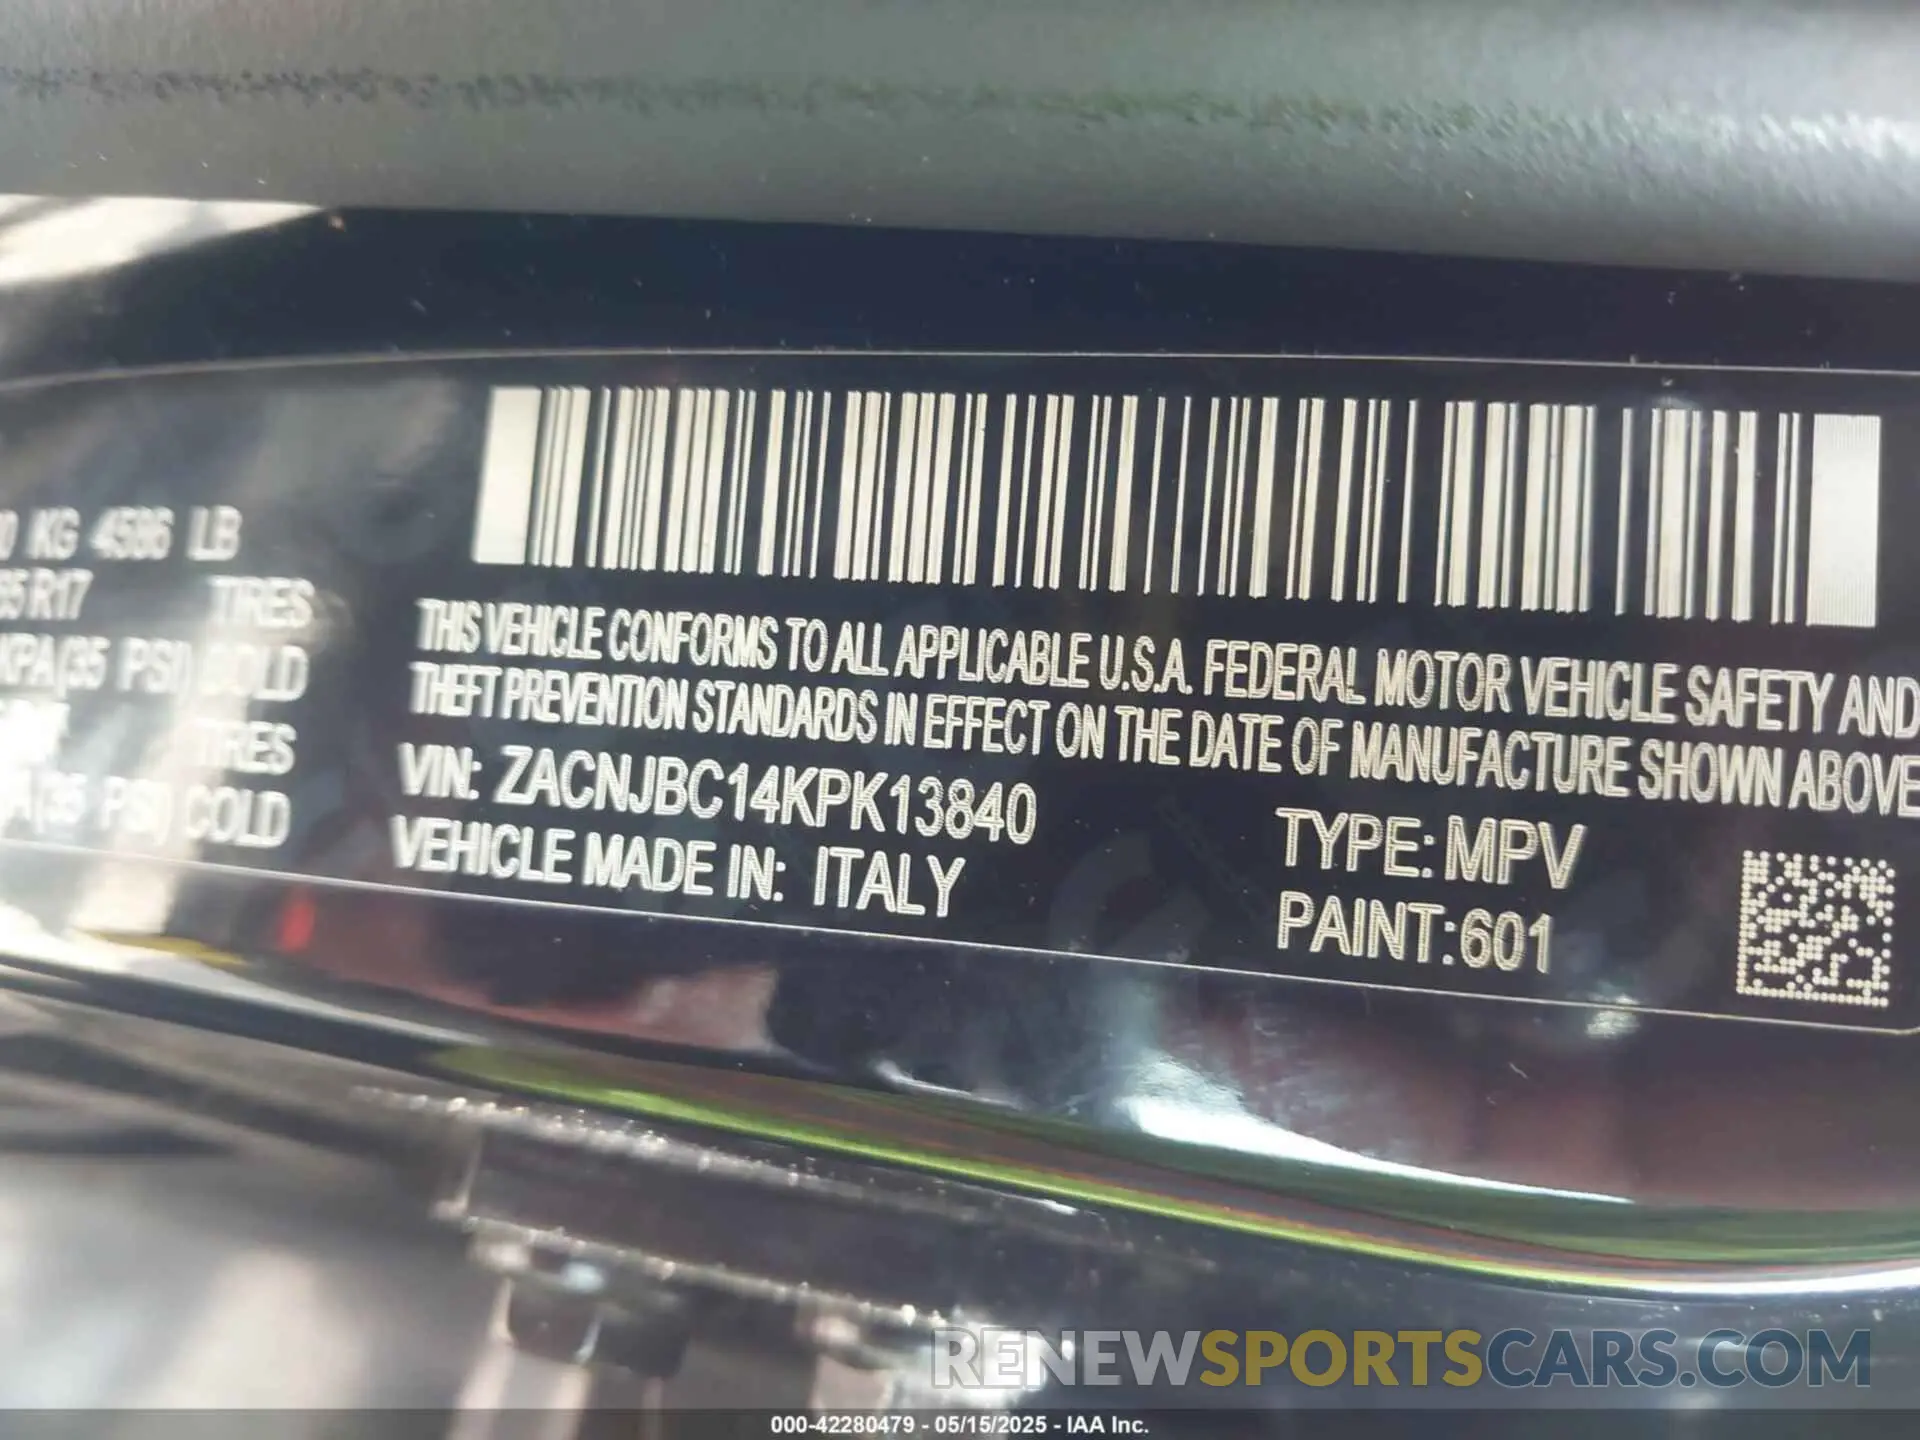 KG 4586 LB
65 R17 TIRES
KPA(35 PSI) COLD
TIRES
(35 PSI) COLD
THIS VEHICLE CONFORMS TO ALL APPLICABLE U.S.A. FEDERAL MOTOR VEHICLE SAFETY AND
THEFT PREVENTION STANDARDS IN EFFECT ON THE DATE OF MANUFACTURE SHOWN ABOVE
VIN: ZACNJBC14KPK13840
VEHICLE MADE IN: ITALY
TYPE: MPV
PAINT:601
RENEWSPORTSCARS.COM
000-42280479 - 05/15/2025 - IAA Inc.